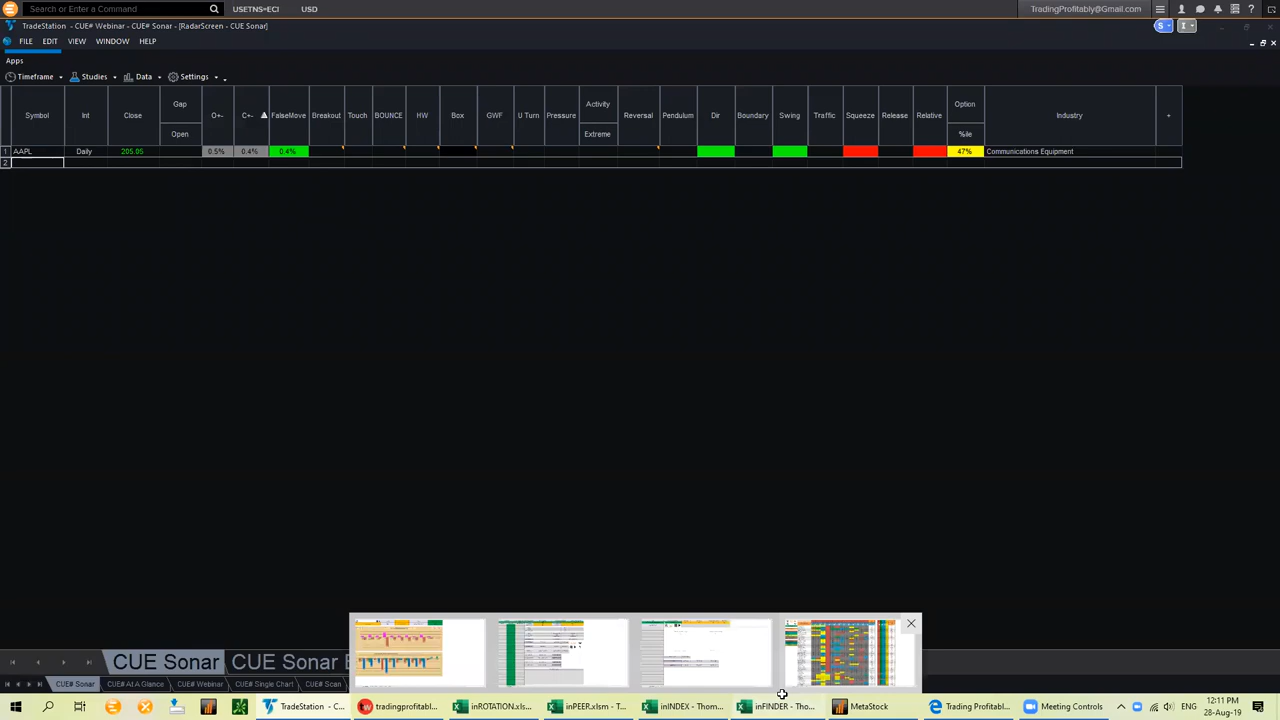 Search or Enter a Command
USETNS-ECI
USD
TradingProfitably@Gmail.com
TradeStation - CUE# Webinar - CUE# Sonar - [RadarScreen - CUE Sonar]
S
I
FILE EDIT VIEW WINDOW HELP
Apps
Timeframe Studies Data Settings
Symbol Int Close Gap Open O+- C+- FalseMove Breakout Touch BOUNCE HW Box GWF U Turn Pressure Activity Extreme Reversal Pendulum Dir Boundary Swing Traffic Squeeze Release Relative Option %ile Industry +
1 AAPL Daily 205.05 0.5% 0.4% 0.4% 47% Communications Equipment
2
CUE Sonar CUE Sonar
CUE# Sonar CUE# At A Glance CUE# Webinar CUE# Single Chart CUE# Scan
TradeStation - C... tradingprofitabl... inROTATION.xls... inPEER.xlsm - T... inINDEX - Thom... inFINDER - Tho... MetaStock Trading Profitabl... Meeting Controls ENG 12:11 PM
28-Aug-19